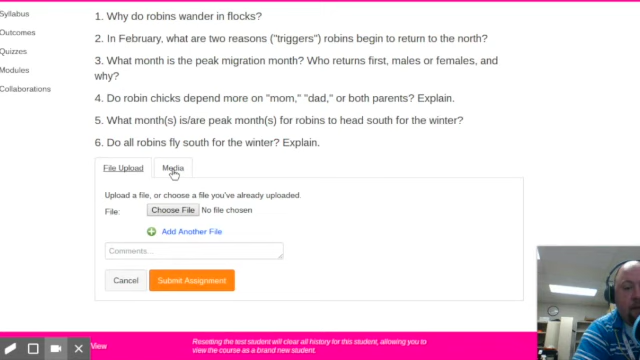 Syllabus
Outcomes
Quizzes
Modules
Collaborations
1. Why do robins wander in flocks?
2. In February, what are two reasons ("triggers") robins begin to return to the north?
3. What month is the peak migration month? Who returns first, males or females, and
why?
4. Do robin chicks depend more on "mom," "dad," or both parents? Explain.
5. What month(s) is/are peak month(s) for robins to head south for the winter?
6. Do all robins fly south for the winter? Explain.
File Upload Media
Upload a file, or choose a file you've already uploaded.
File: Choose File No file chosen
Add Another File
Comments...
Cancel Submit Assignment
View
Resetting the test student will clear all history for this student, allowing you to
view the course as a brand new student.